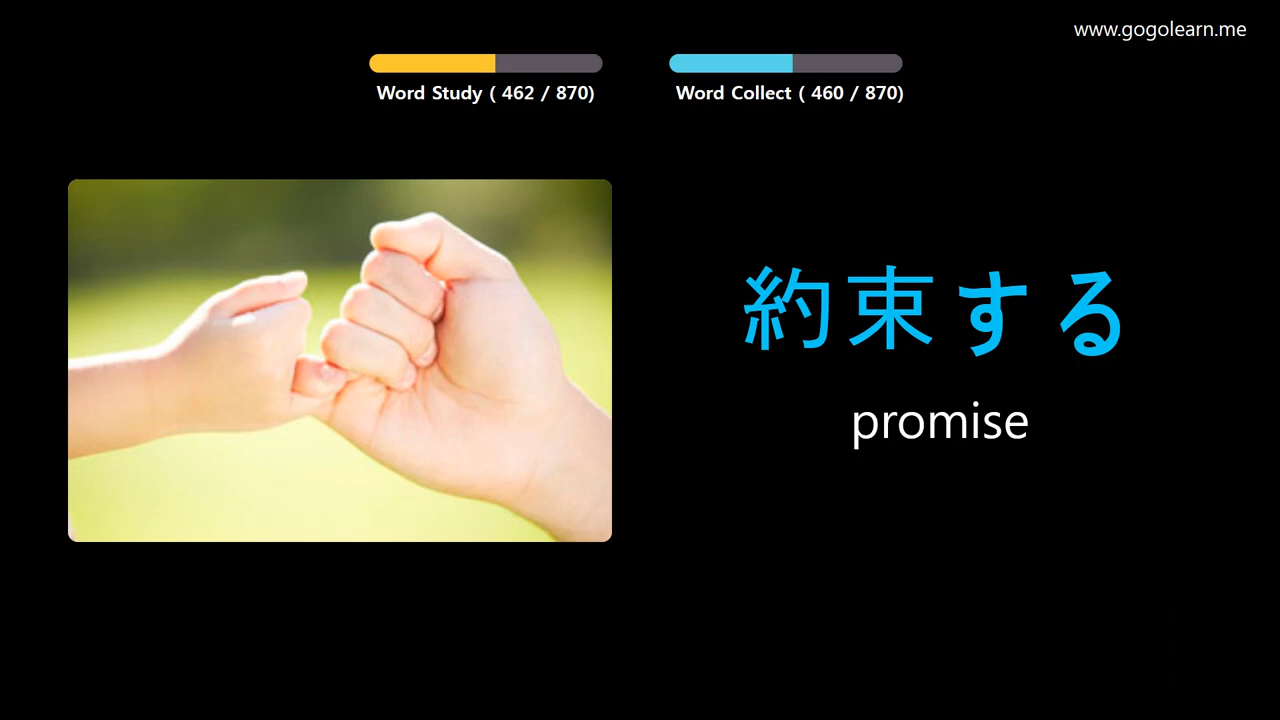 www.gogolearn.me
Word Study ( 462 / 870)
Word Collect ( 460 / 870)
約束する
promise